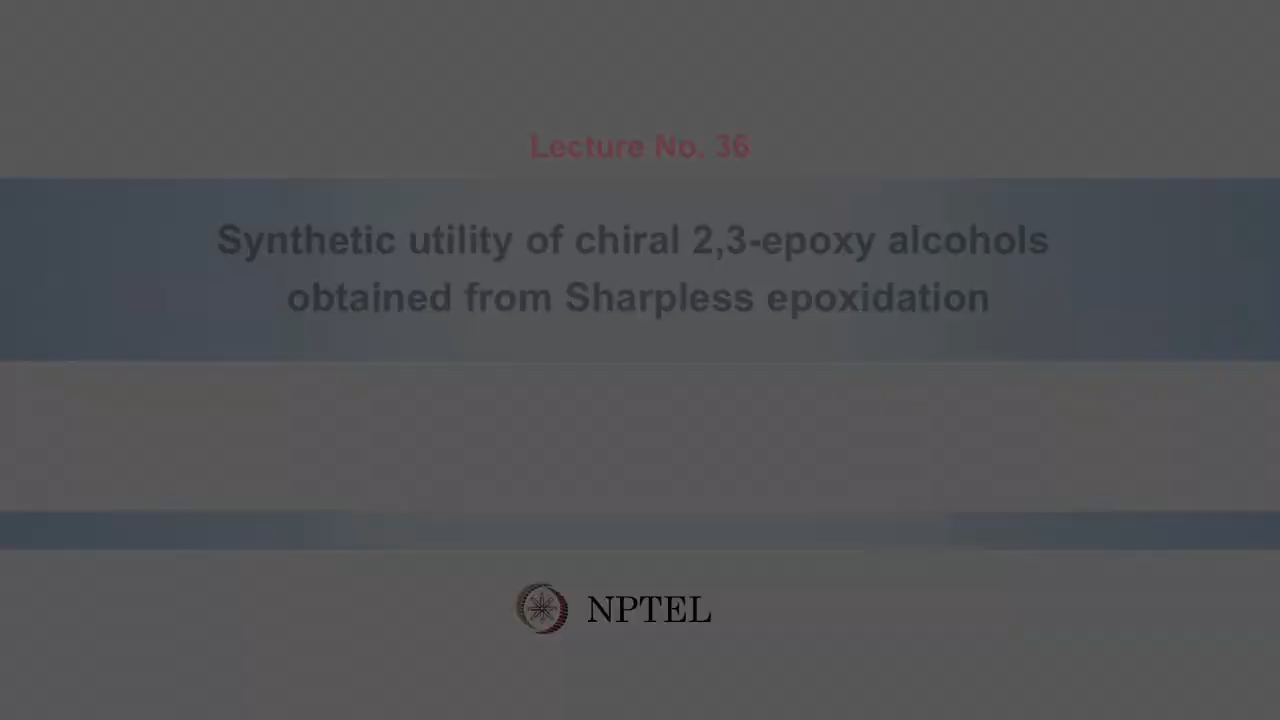 Lecture No. 36
Synthetic utility of chiral 2,3-epoxy alcohols
obtained from Sharpless epoxidation
NPTEL